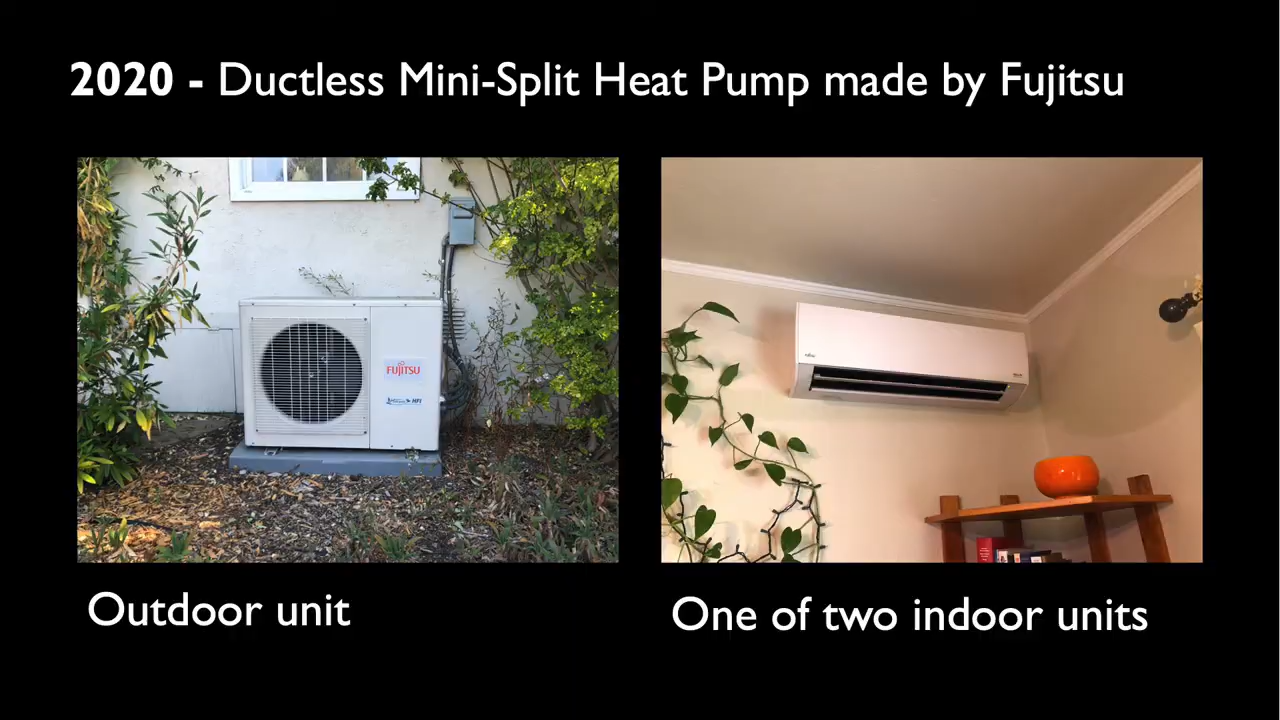 2020 - Ductless Mini-Split Heat Pump made by Fujitsu
FUJITSU
Outdoor unit
One of two indoor units